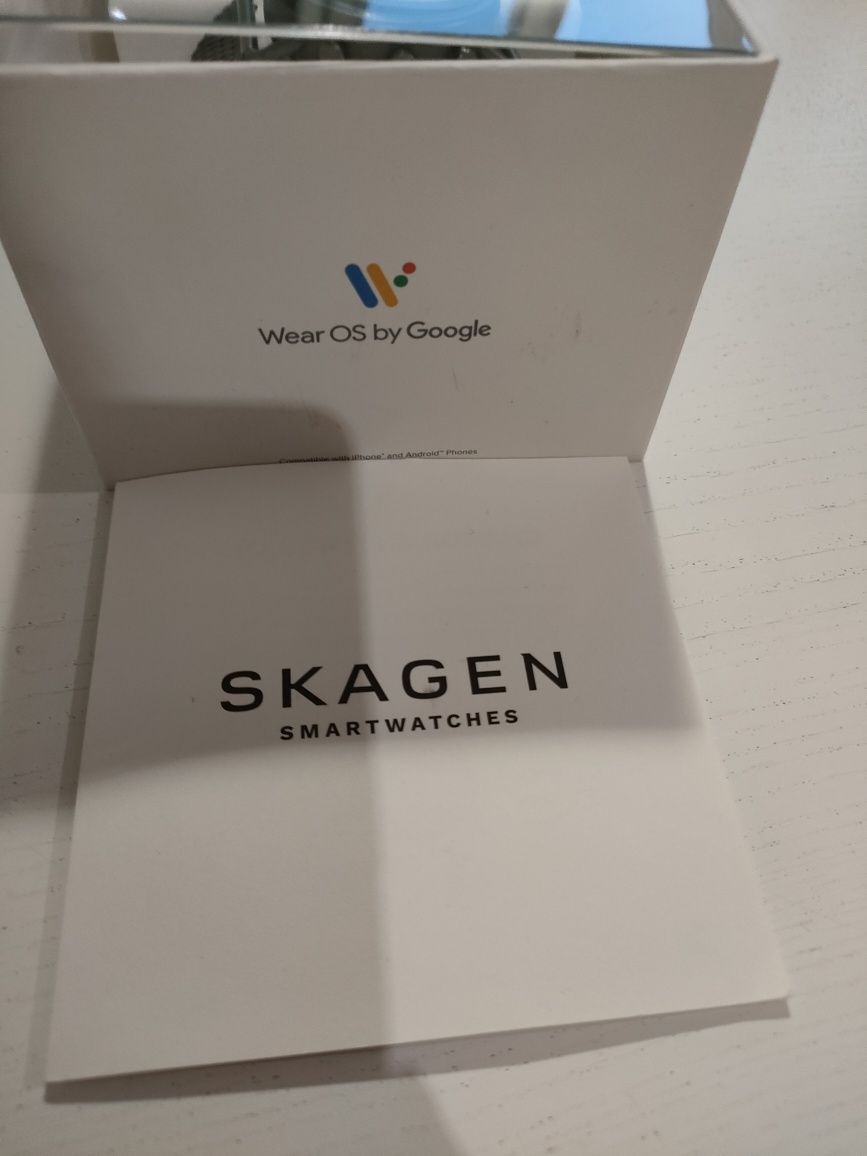 Wear OS by Google
Compatible with iPhone® and Android™ Phones
SKAGEN
SMARTWATCHES